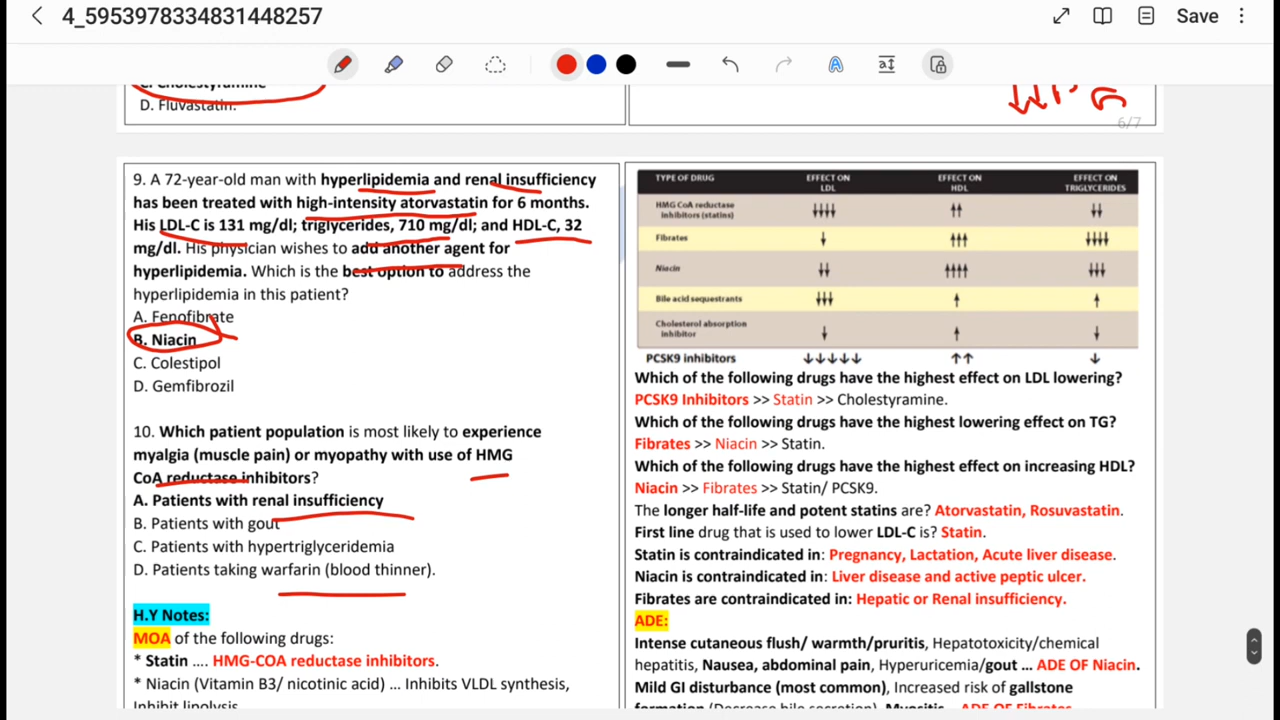 4_5953978334831448257
Save
C. Cholestyramine
D. Fluvastatin.
6/7
9. A 72-year-old man with hyperlipidemia and renal insufficiency
has been treated with high-intensity atorvastatin for 6 months.
His LDL-C is 131 mg/dl; triglycerides, 710 mg/dl; and HDL-C, 32
mg/dl. His physician wishes to add another agent for
hyperlipidemia. Which is the best option to address the
hyperlipidemia in this patient?
A. Fenofibrate
B. Niacin
C. Colestipol
D. Gemfibrozil
10. Which patient population is most likely to experience
myalgia (muscle pain) or myopathy with use of HMG
CoA reductase inhibitors?
A. Patients with renal insufficiency
B. Patients with gout
C. Patients with hypertriglyceridemia
D. Patients taking warfarin (blood thinner).
H.Y Notes:
MOA of the following drugs:
* Statin .... HMG-COA reductase inhibitors.
* Niacin (Vitamin B3/ nicotinic acid) ... Inhibits VLDL synthesis,
Inhibit lipolysis
TYPE OF DRUG EFFECT ON LDL EFFECT ON HDL EFFECT ON TRIGLYCERIDES
HMG CoA reductase inhibitors (statins) ↓↓↓↓ ↑↑ ↓↓
Fibrates ↓ ↑↑↑ ↓↓↓↓
Niacin ↓↓ ↑↑↑↑ ↓↓↓
Bile acid sequestrants ↓↓↓ ↑ ↑
Cholesterol absorption inhibitor ↓ ↑ ↓
PCSK9 inhibitors ↓↓↓↓↓ ↑↑ ↓
Which of the following drugs have the highest effect on LDL lowering?
PCSK9 Inhibitors >> Statin >> Cholestyramine.
Which of the following drugs have the highest lowering effect on TG?
Fibrates >> Niacin >> Statin.
Which of the following drugs have the highest effect on increasing HDL?
Niacin >> Fibrates >> Statin/ PCSK9.
The longer half-life and potent statins are? Atorvastatin, Rosuvastatin.
First line drug that is used to lower LDL-C is? Statin.
Statin is contraindicated in: Pregnancy, Lactation, Acute liver disease.
Niacin is contraindicated in: Liver disease and active peptic ulcer.
Fibrates are contraindicated in: Hepatic or Renal insufficiency.
ADE:
Intense cutaneous flush/ warmth/pruritis, Hepatotoxicity/chemical
hepatitis, Nausea, abdominal pain, Hyperuricemia/gout ... ADE OF Niacin.
Mild GI disturbance (most common), Increased risk of gallstone
formation (Decrease bile secretion), Myositis ... ADE OF Fibrates.